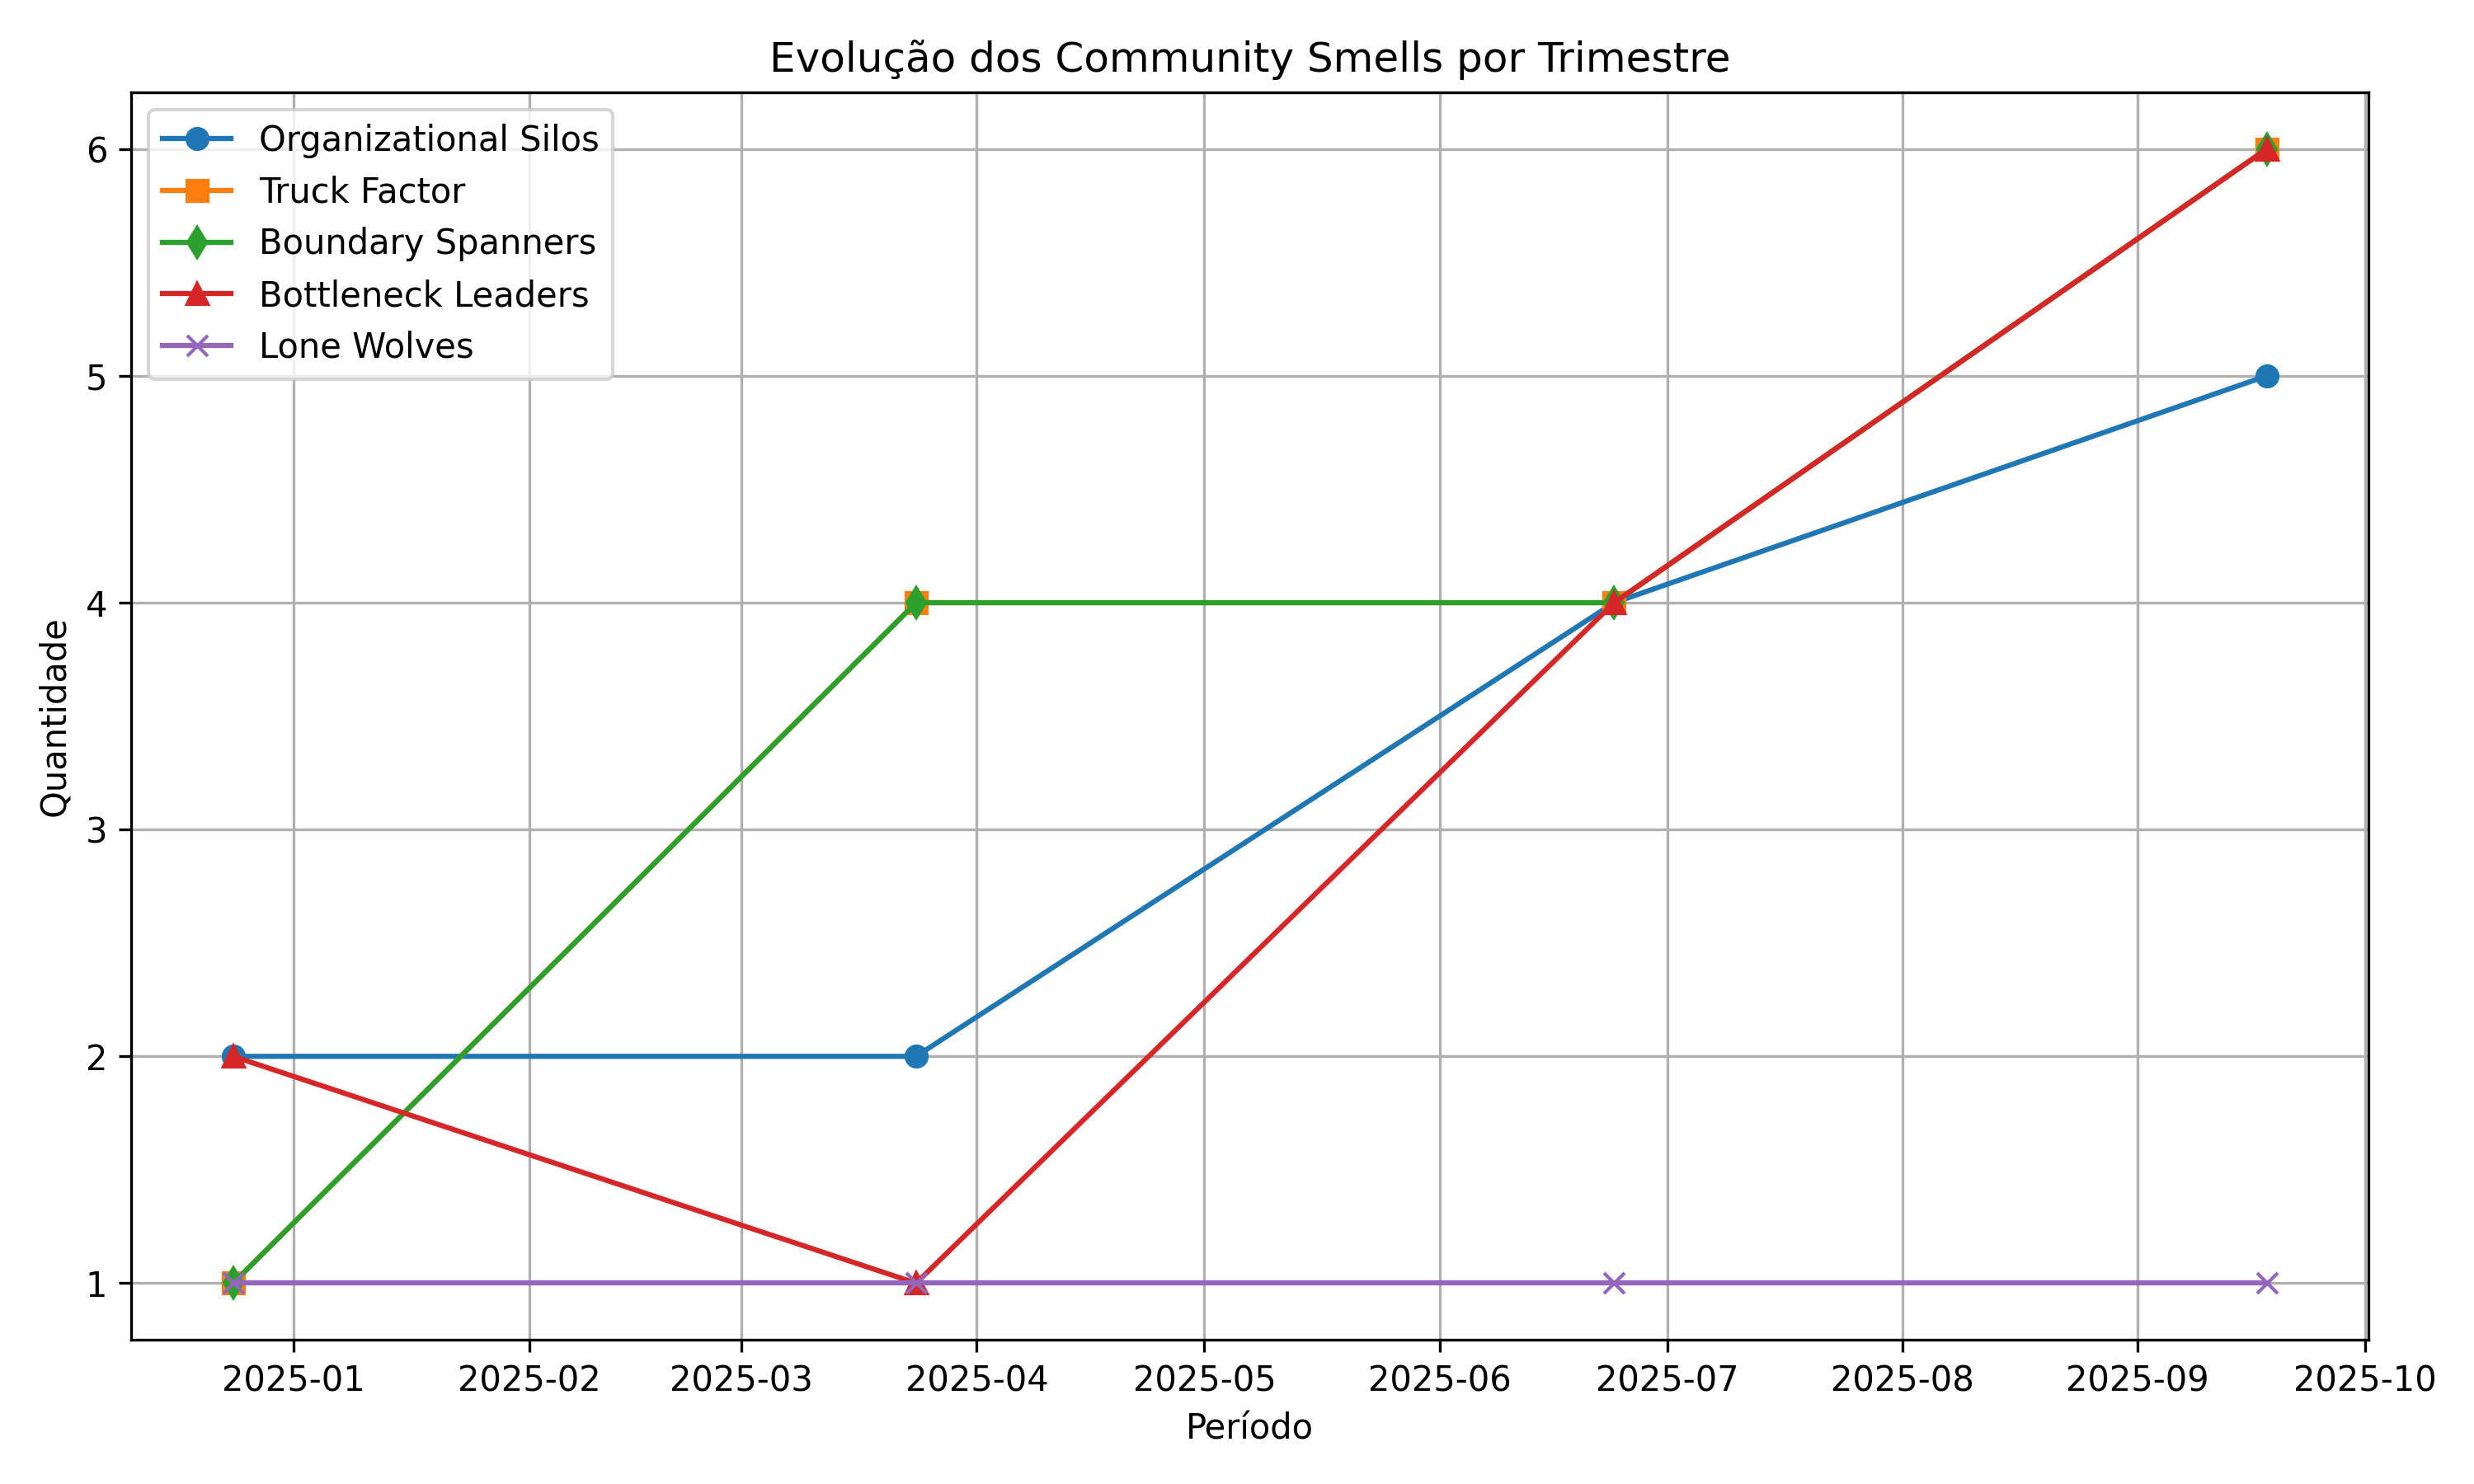 Evolução dos Community Smells por Trimestre
Organizational Silos
Truck Factor
Boundary Spanners
Bottleneck Leaders
Lone Wolves
6
5
4
3
2
1
Quantidade
2025-01 2025-02 2025-03 2025-04 2025-05 2025-06 2025-07 2025-08 2025-09 2025-10
Período